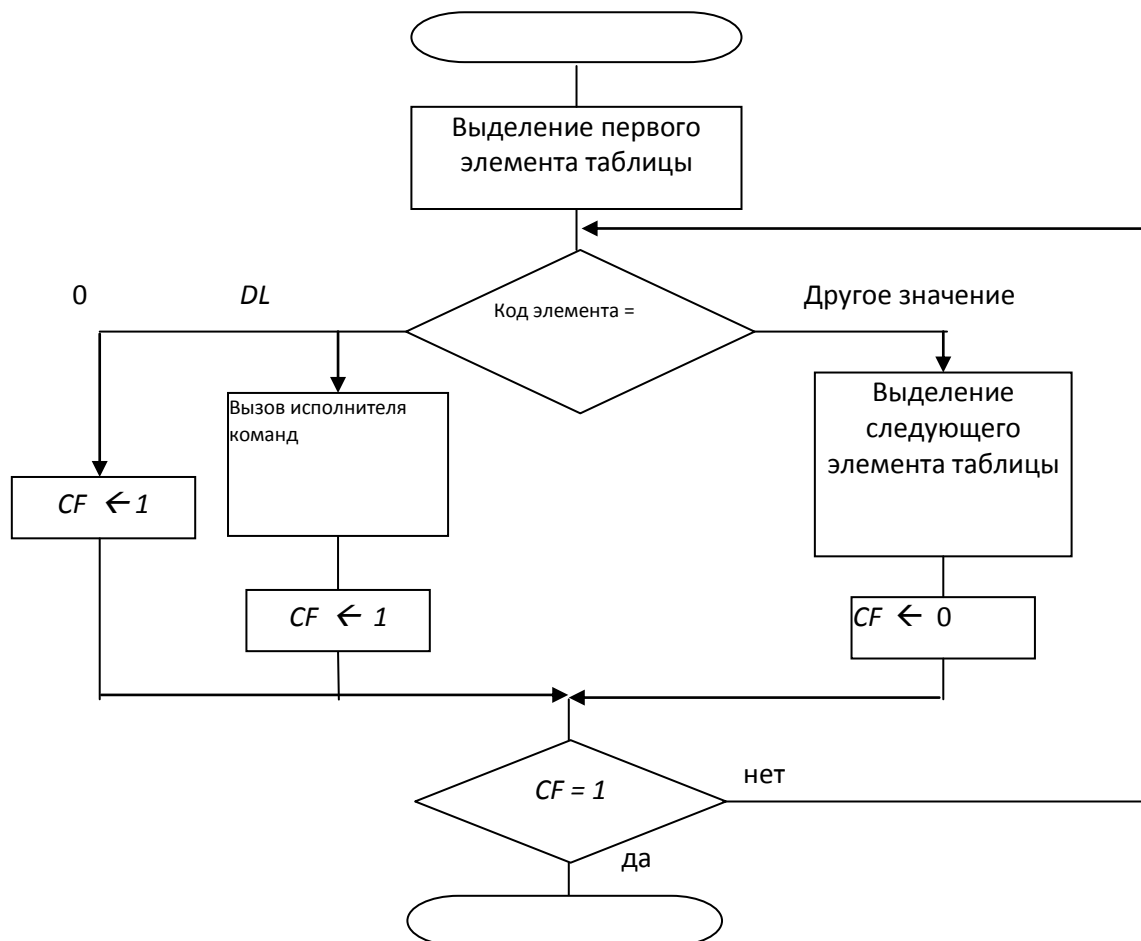 Выделение первого
элемента таблицы
0
DL
Код элемента =
Другое значение
Вызов исполнителя
команд
Выделение
следующего
элемента таблицы
CF ← 1
CF ← 1
CF ← 0
CF = 1
нет
да